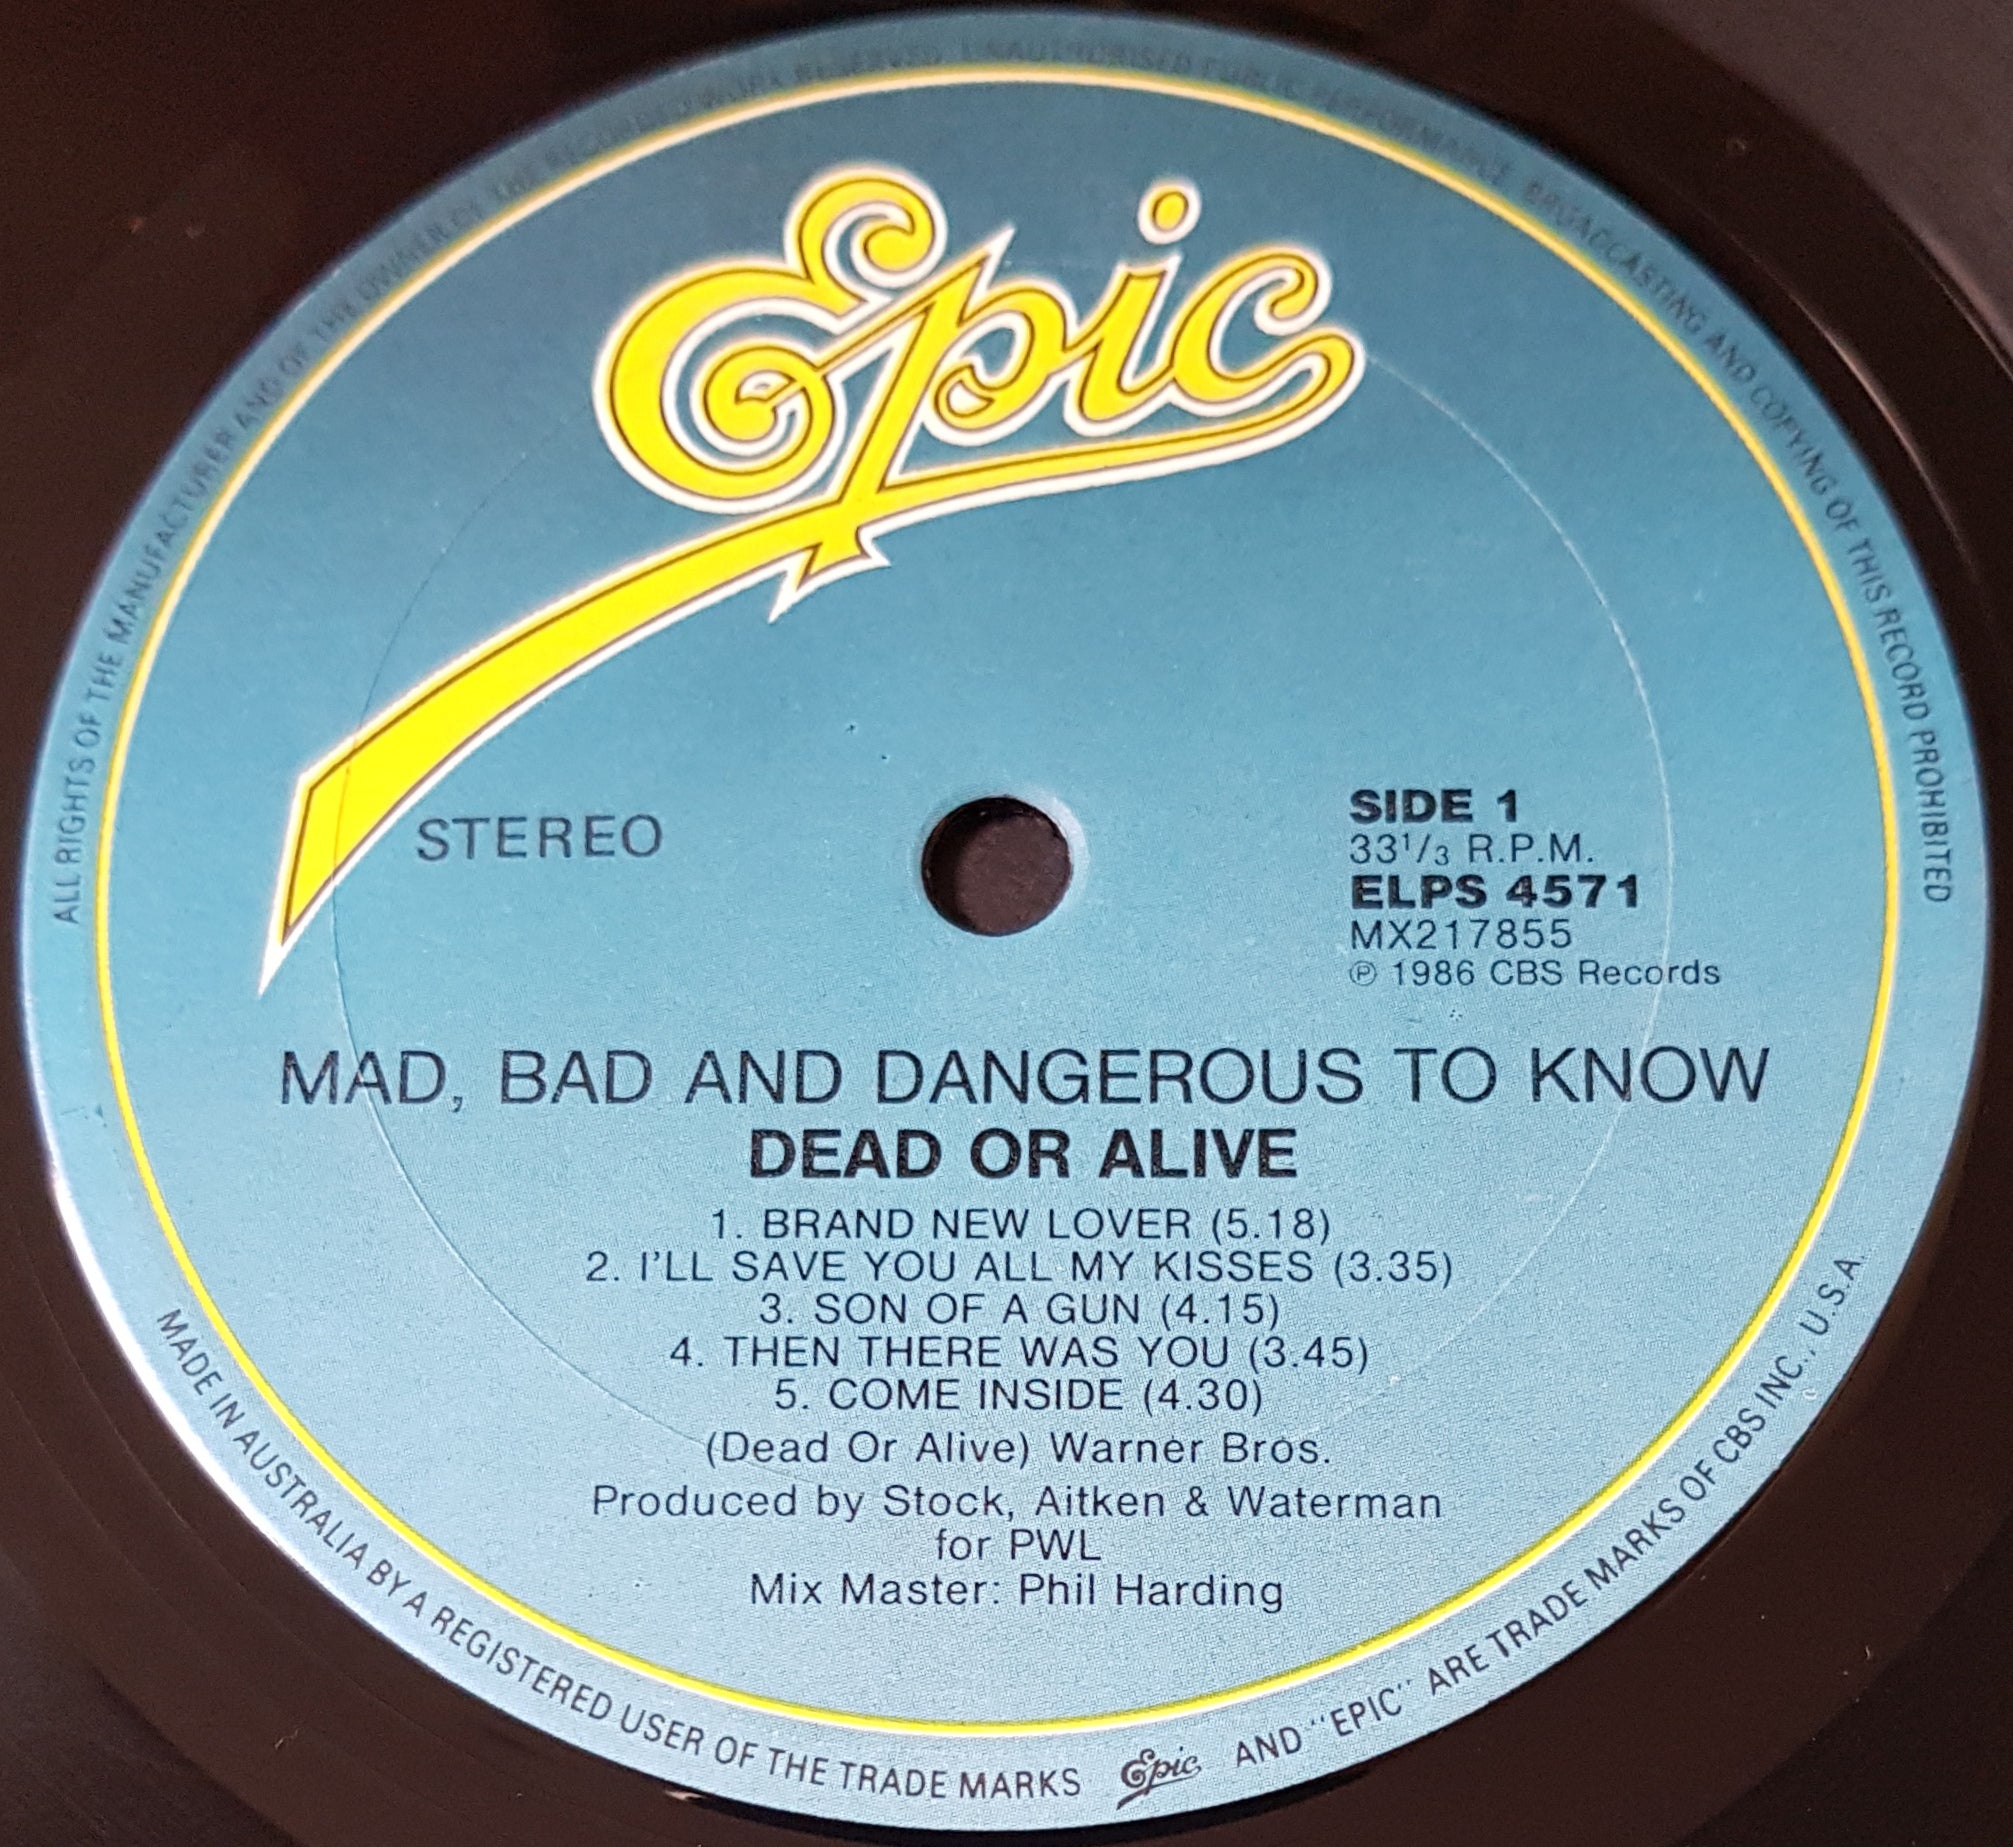 ALL RIGHTS OF THE MANUFACTURER AND OF THE OWNER OF THE RECORDED WORK RESERVED. UNAUTHORISED PUBLIC PERFORMANCE BROADCASTING AND COPYING OF THIS RECORD PROHIBITED
Epic
STEREO
SIDE 1
33¹/₃ R.P.M.
ELPS 4571
MX217855
℗ 1986 CBS Records
MAD, BAD AND DANGEROUS TO KNOW
DEAD OR ALIVE
1. BRAND NEW LOVER (5.18)
2. I'LL SAVE YOU ALL MY KISSES (3.35)
3. SON OF A GUN (4.15)
4. THEN THERE WAS YOU (3.45)
5. COME INSIDE (4.30)
(Dead Or Alive) Warner Bros.
Produced by Stock, Aitken & Waterman
for PWL
Mix Master: Phil Harding
MADE IN AUSTRALIA BY A REGISTERED USER OF THE TRADE MARKS Epic AND "EPIC" ARE TRADE MARKS OF CBS INC., U.S.A.